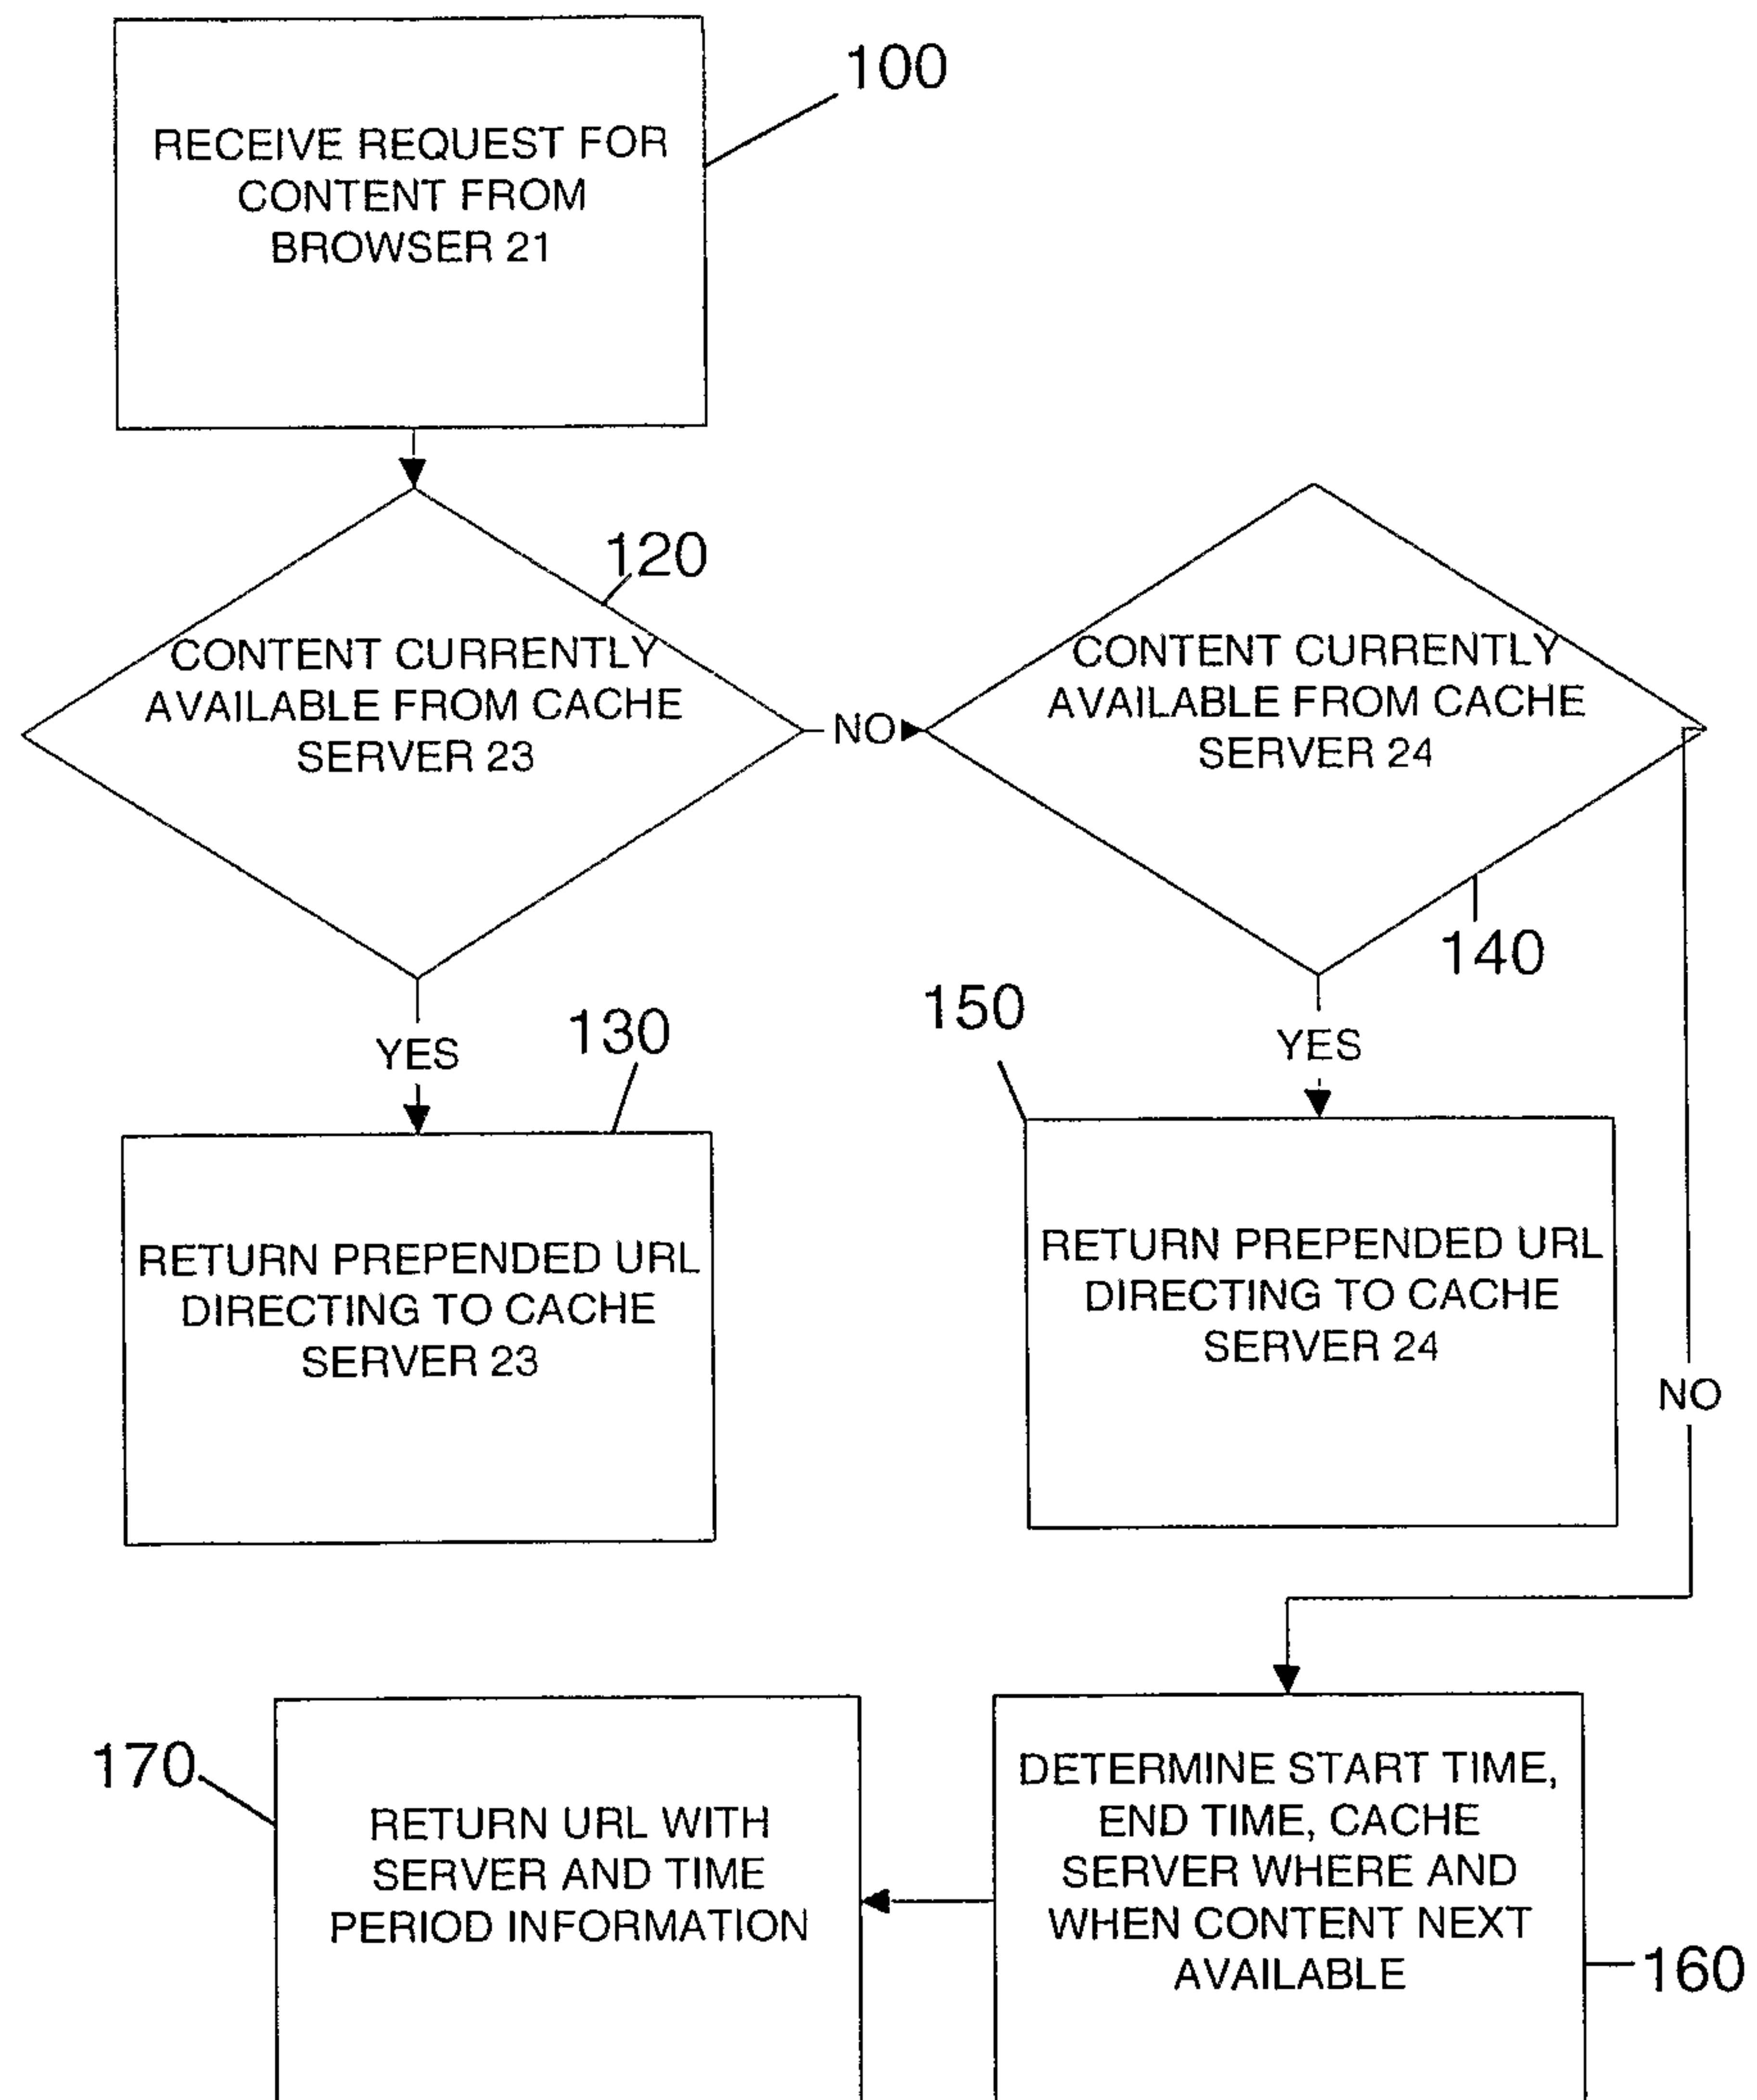 100
RECEIVE REQUEST FOR
CONTENT FROM
BROWSER 21
120
CONTENT CURRENTLY
AVAILABLE FROM CACHE
SERVER 23
NO
CONTENT CURRENTLY
AVAILABLE FROM CACHE
SERVER 24
140
YES
130
150
YES
RETURN PREPENDED URL
DIRECTING TO CACHE
SERVER 23
RETURN PREPENDED URL
DIRECTING TO CACHE
SERVER 24
NO
170
RETURN URL WITH
SERVER AND TIME
PERIOD INFORMATION
DETERMINE START TIME,
END TIME, CACHE
SERVER WHERE AND
WHEN CONTENT NEXT
AVAILABLE
160